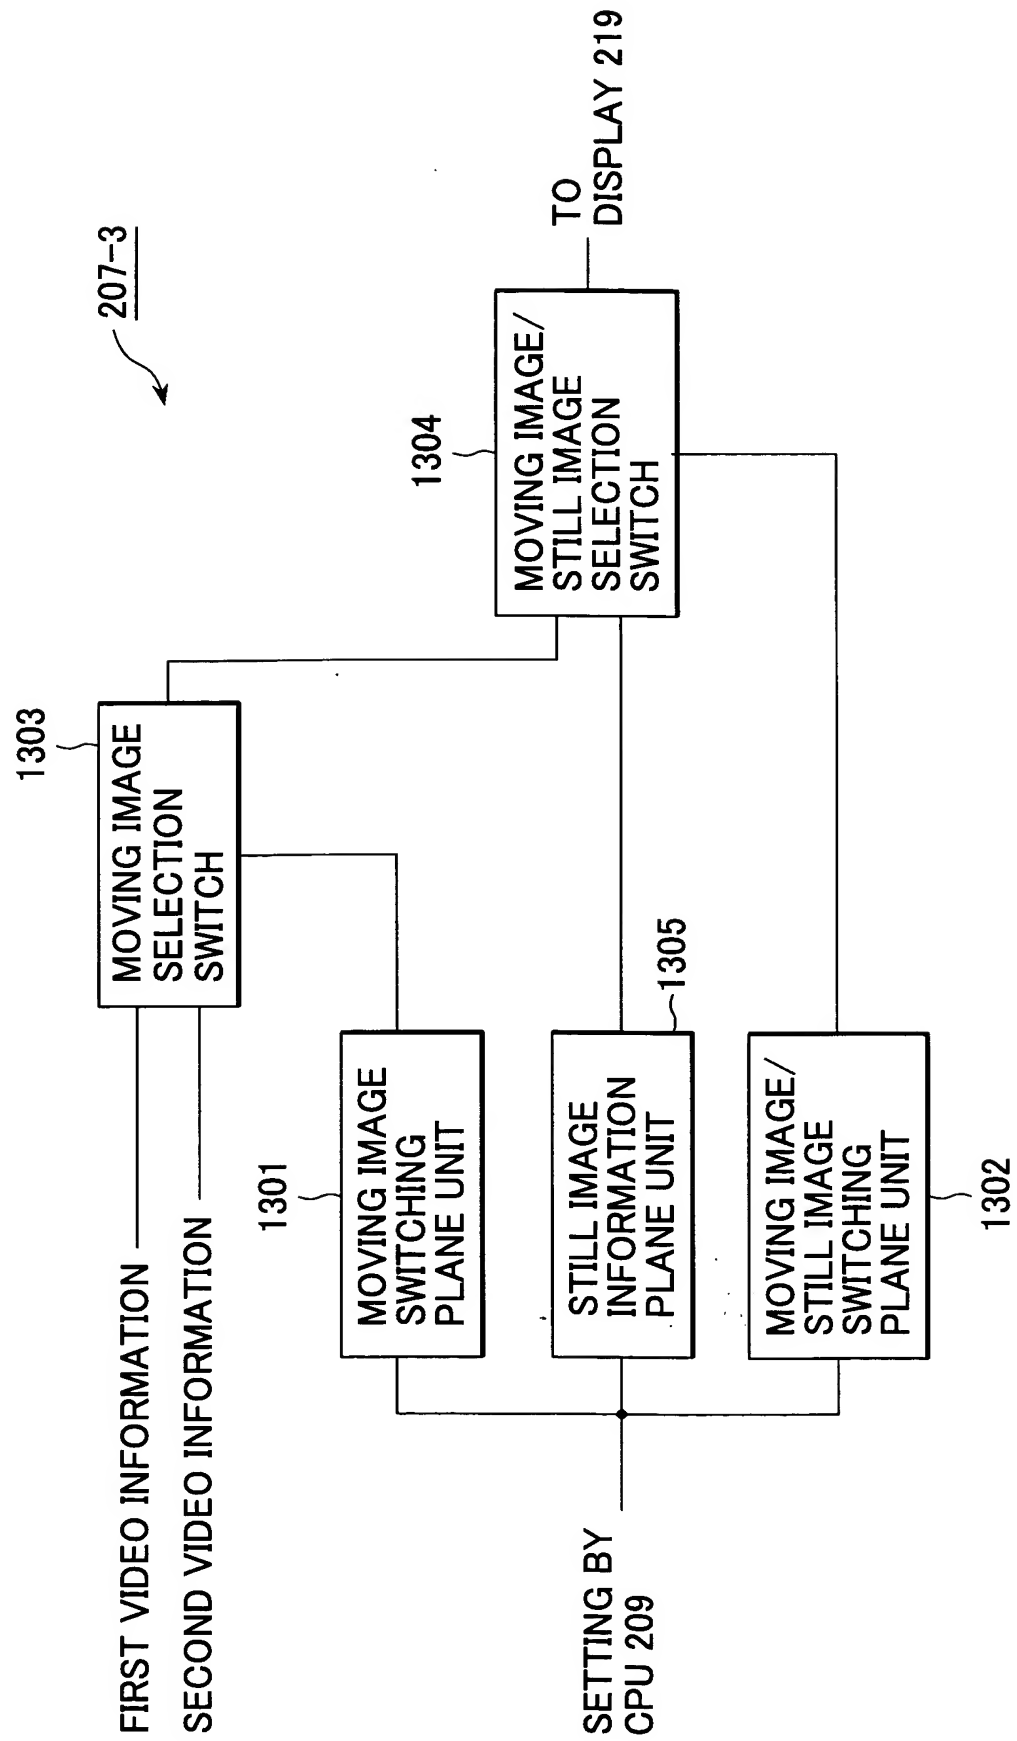 207-3
1303
FIRST VIDEO INFORMATION
SECOND VIDEO INFORMATION
MOVING IMAGE
SELECTION
SWITCH
1301
MOVING IMAGE
SWITCHING
PLANE UNIT
1304
MOVING IMAGE/
STILL IMAGE
SELECTION
SWITCH
TO
DISPLAY 219
SETTING BY
CPU 209
STILL IMAGE
INFORMATION
PLANE UNIT
1305
MOVING IMAGE/
STILL IMAGE
SWITCHING
PLANE UNIT
1302